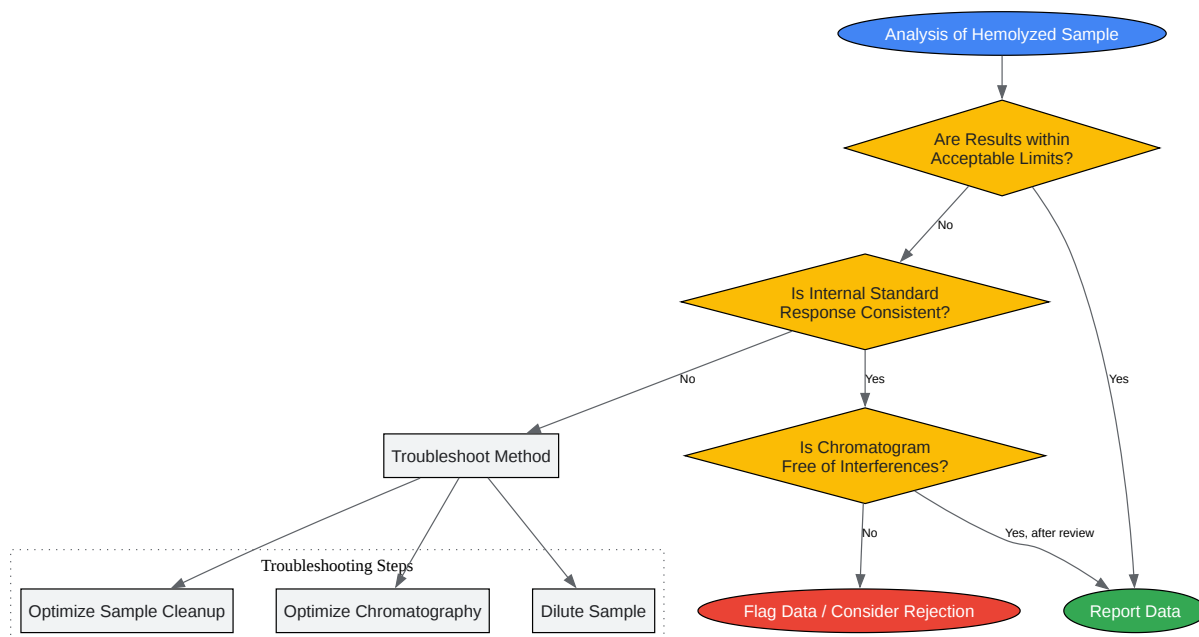 Analysis of Hemolyzed Sample
Are Results within
Acceptable Limits?
No
Is Internal Standard
Response Consistent?
No
Yes
Yes
Troubleshoot Method
Is Chromatogram
Free of Interferences?
No
Yes, after review
Troubleshooting Steps
Optimize Sample Cleanup
Optimize Chromatography
Dilute Sample
Flag Data / Consider Rejection
Report Data